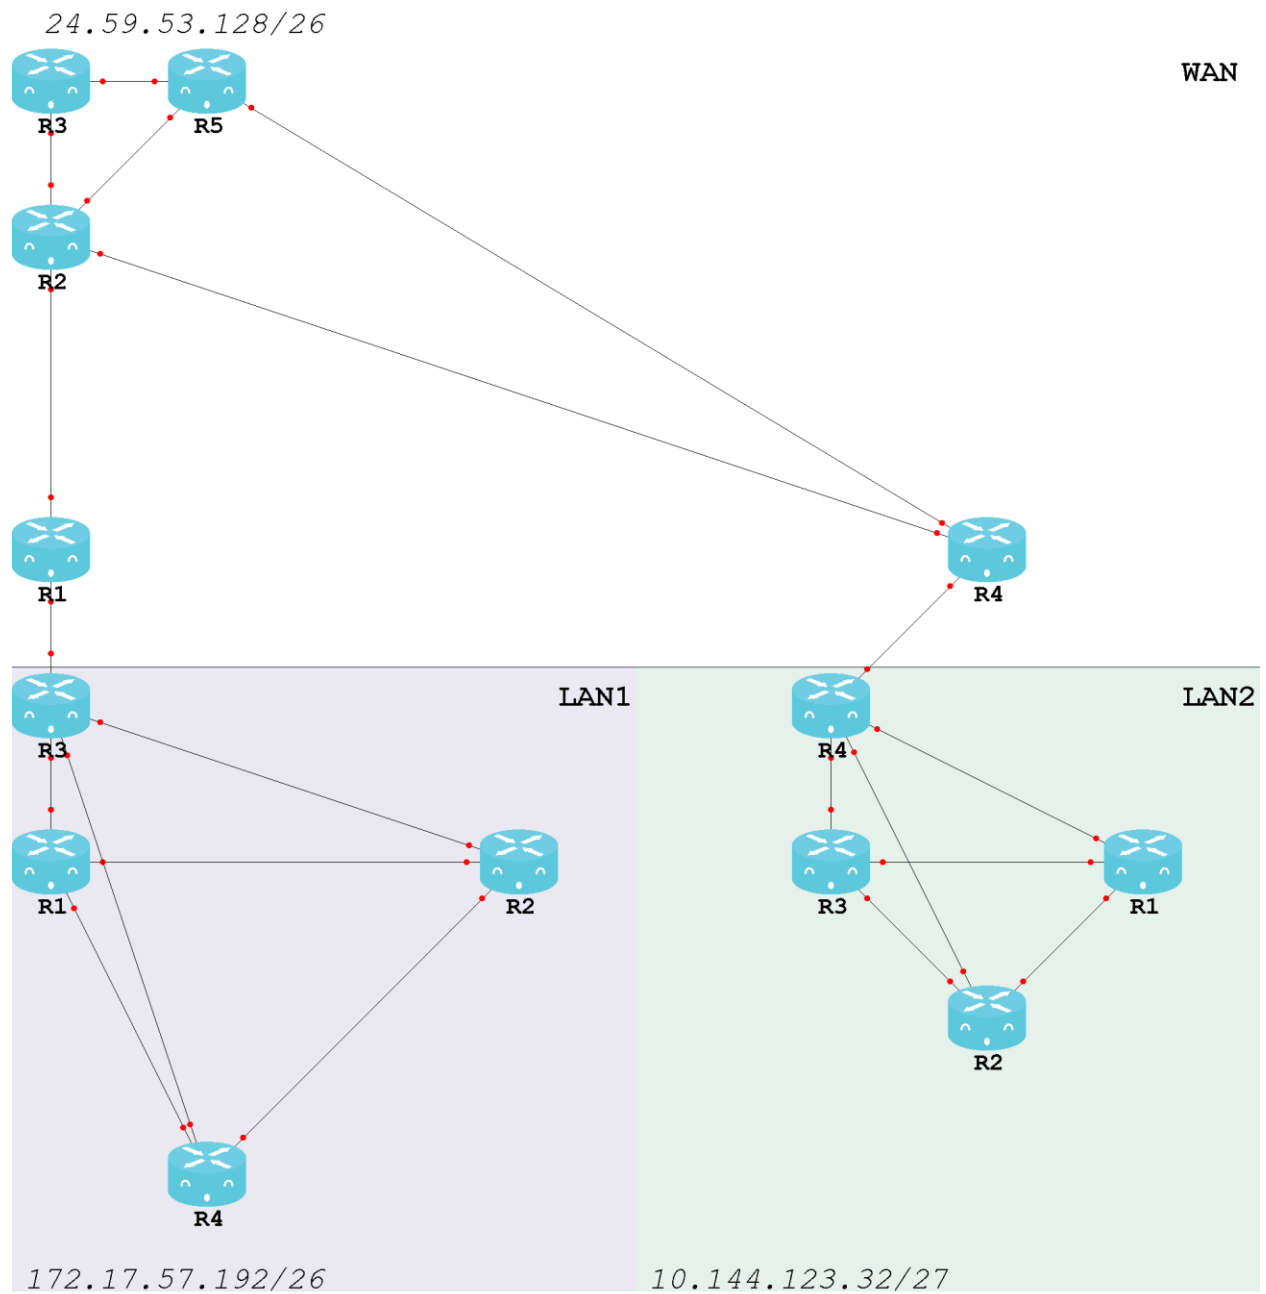 24.59.53.128/26
WAN
R3
R5
R2
R1
R4
LAN1
LAN2
R3
R4
R1
R2
R3
R1
R2
R4
172.17.57.192/26
10.144.123.32/27